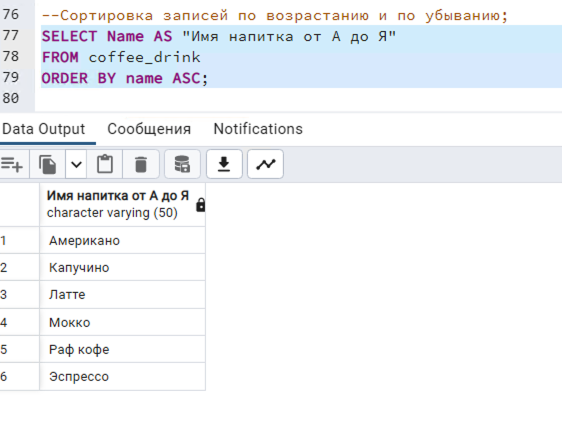 76 --Сортировка записей по возрастанию и по убыванию;
77 SELECT Name AS "Имя напитка от А до Я"
78 FROM coffee_drink
79 ORDER BY name ASC;
80
Data Output Сообщения Notifications
Имя напитка от А до Я
character varying (50)
1 Американо
2 Капучино
3 Латте
4 Мокко
5 Раф кофе
6 Эспрессо